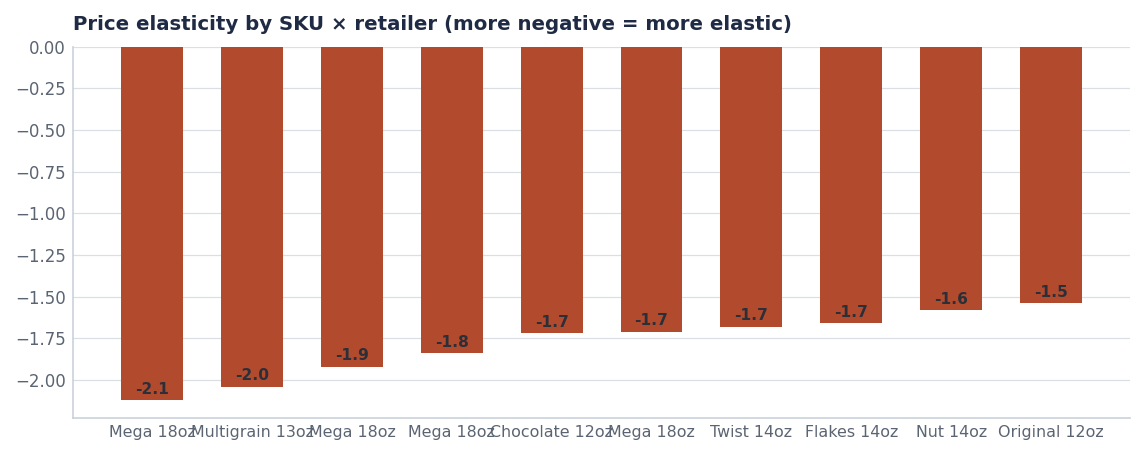 Price elasticity by SKU × retailer (more negative = more elastic)
0.00
−0.25
−0.50
−0.75
−1.00
−1.25
−1.50
−1.75
−2.00
-2.1
-2.0
-1.9
-1.8
-1.7
-1.7
-1.7
-1.7
-1.6
-1.5
Mega 18oz
Multigrain 13oz
Mega 18oz
Mega 18oz
Chocolate 12oz
Mega 18oz
Twist 14oz
Flakes 14oz
Nut 14oz
Original 12oz